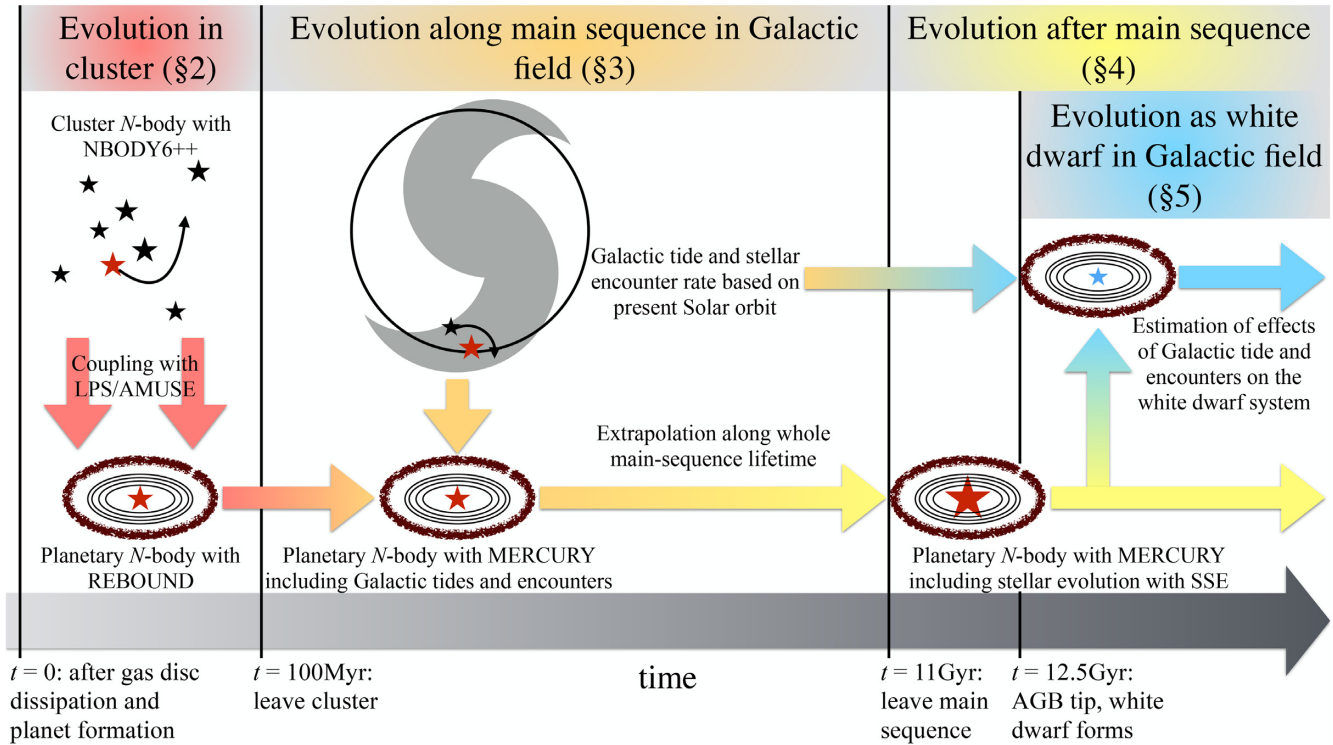 Evolution in
cluster (§2)
Evolution along main sequence in Galactic
field (§3)
Evolution after main sequence
(§4)
Evolution as white
dwarf in Galactic field
(§5)
Cluster N-body with
NBODY6++
Coupling with
LPS/AMUSE
Planetary N-body with
REBOUND
Galactic tide and stellar
encounter rate based on
present Solar orbit
Extrapolation along whole
main-sequence lifetime
Planetary N-body with MERCURY
including Galactic tides and encounters
Estimation of effects
of Galactic tide and
encounters on the
white dwarf system
Planetary N-body with MERCURY
including stellar evolution with SSE
t = 0: after gas disc
dissipation and
planet formation
t = 100Myr:
leave cluster
time
t = 11Gyr:
leave main
sequence
t = 12.5Gyr:
AGB tip, white
dwarf forms